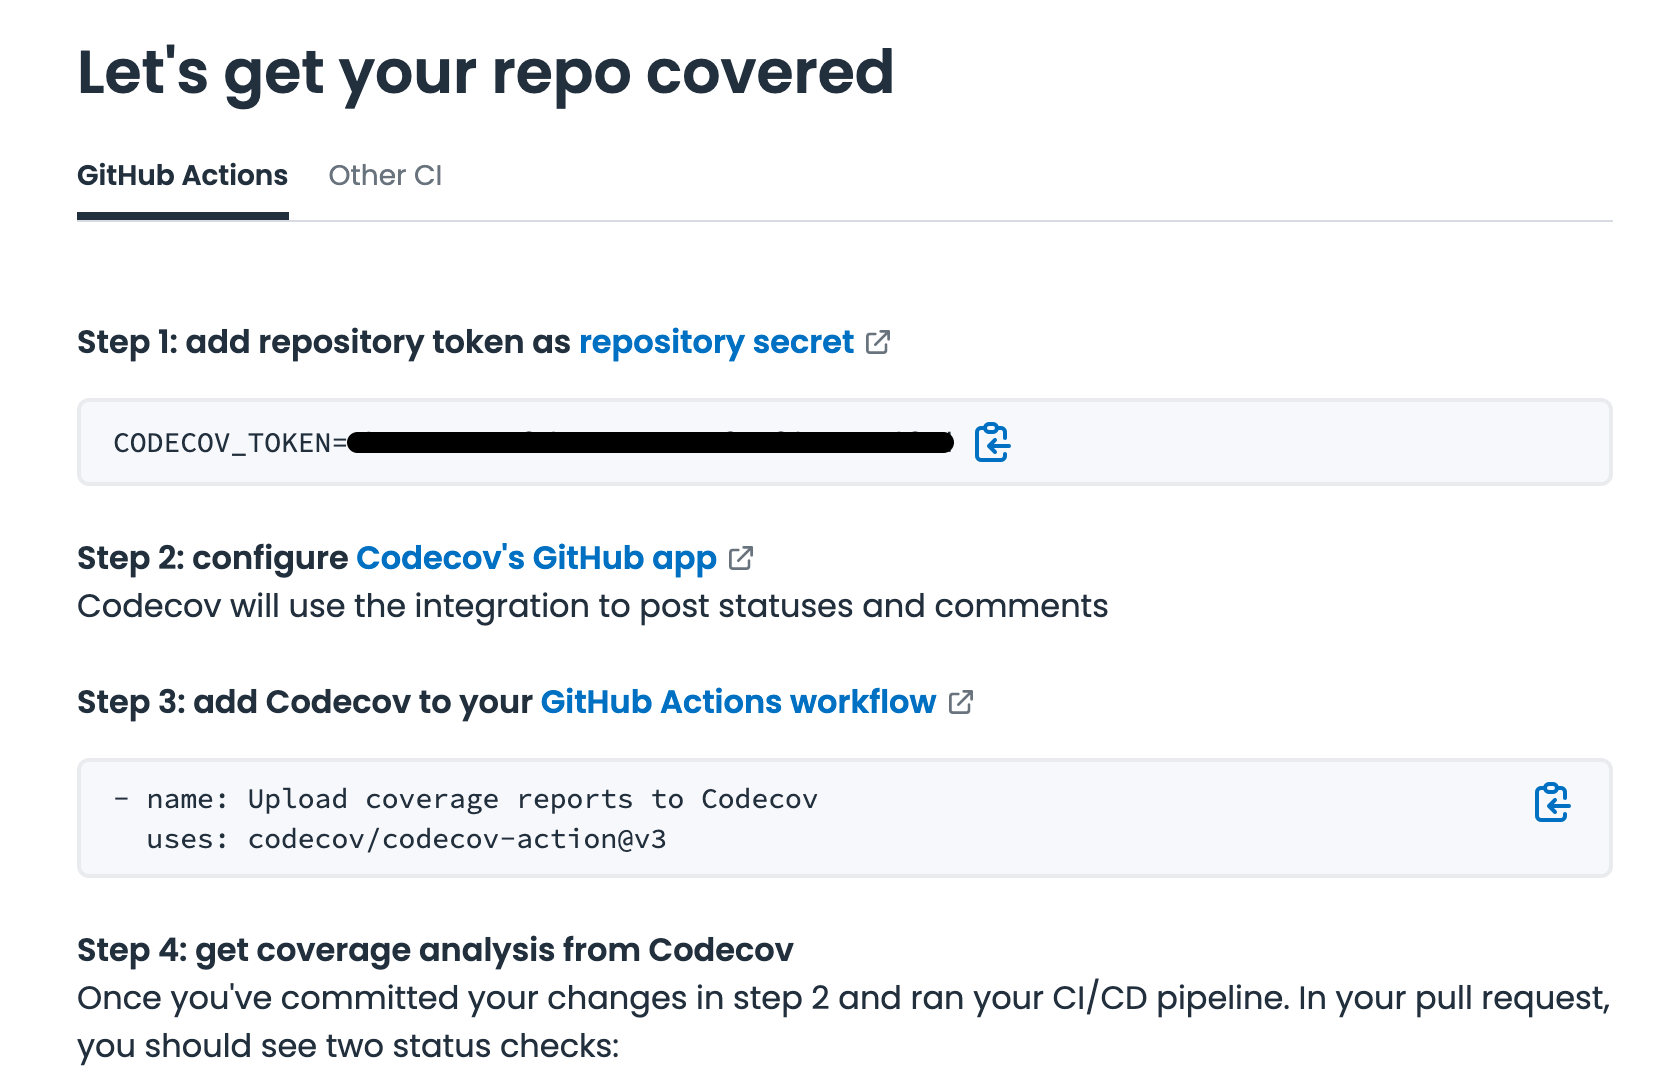 Let's get your repo covered
GitHub Actions Other CI
Step 1: add repository token as repository secret
CODECOV_TOKEN=
Step 2: configure Codecov's GitHub app
Codecov will use the integration to post statuses and comments
Step 3: add Codecov to your GitHub Actions workflow
- name: Upload coverage reports to Codecov
  uses: codecov/codecov-action@v3
Step 4: get coverage analysis from Codecov
Once you've committed your changes in step 2 and ran your CI/CD pipeline. In your pull request,
you should see two status checks: